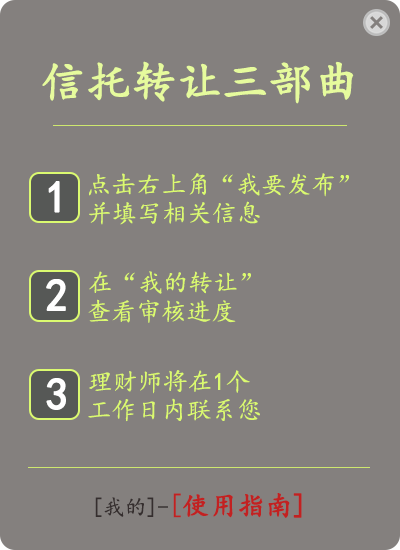 信托转让三部曲
1
点击右上角“我要发布”
并填写相关信息
2
在“我的转让”
查看审核进度
3
理财师将在1个
工作日内联系您
[我的]-[使用指南]